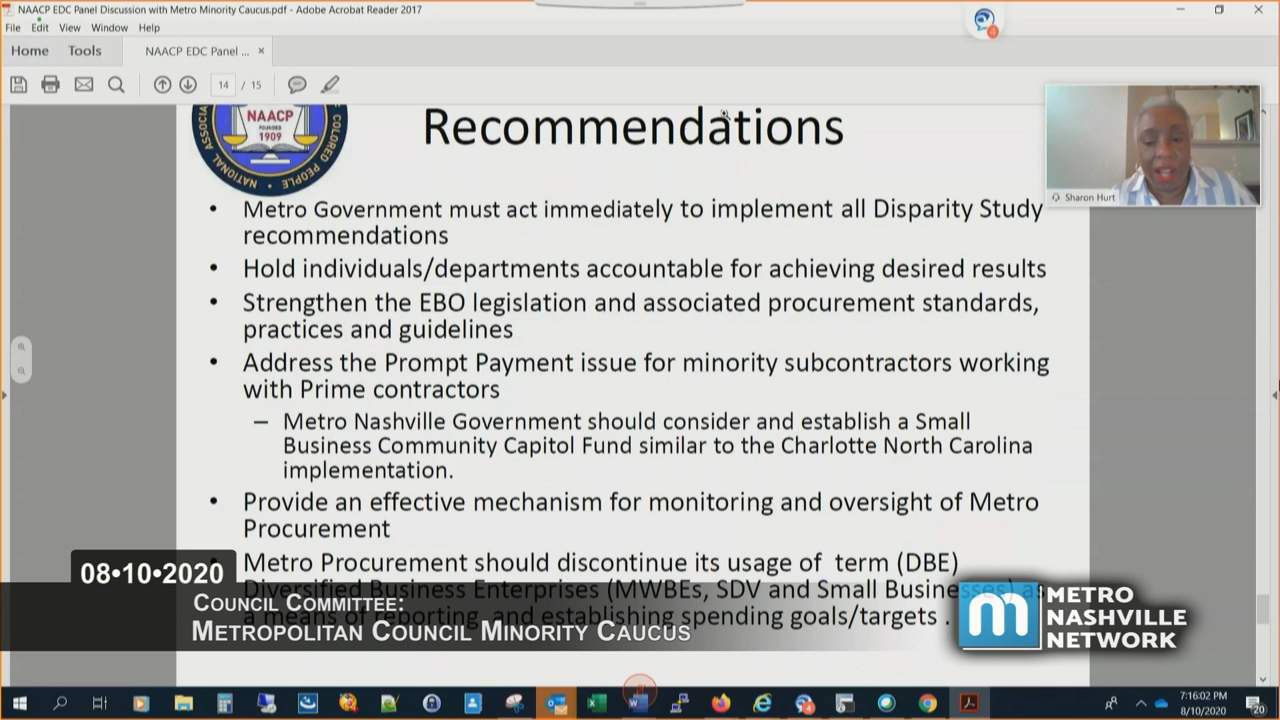 NAACP EDC Panel Discussion with Metro Minority Caucus.pdf - Adobe Acrobat Reader 2017
File Edit View Window Help
Home Tools NAACP EDC Panel ... ×
14 / 15
4
NATIONAL ASSOCIA
COLORED PEOPLE
NAACP
FOUNDED
1909
Recommendations
Sharon Hurt
• Metro Government must act immediately to implement all Disparity Study
recommendations
• Hold individuals/departments accountable for achieving desired results
• Strengthen the EBO legislation and associated procurement standards,
practices and guidelines
• Address the Prompt Payment issue for minority subcontractors working
with Prime contractors
– Metro Nashville Government should consider and establish a Small
Business Community Capitol Fund similar to the Charlotte North Carolina
implementation.
• Provide an effective mechanism for monitoring and oversight of Metro
Procurement
Metro Procurement should discontinue its usage of term (DBE)
Diversified Business Enterprises (MWBEs, SDV and Small Businesses) as
a means of reporting and establishing spending goals/targets .
08•10•2020
COUNCIL COMMITTEE:
METROPOLITAN COUNCIL MINORITY CAUCUS
m METRO
NASHVILLE
NETWORK
7:16:02 PM
8/10/2020
20